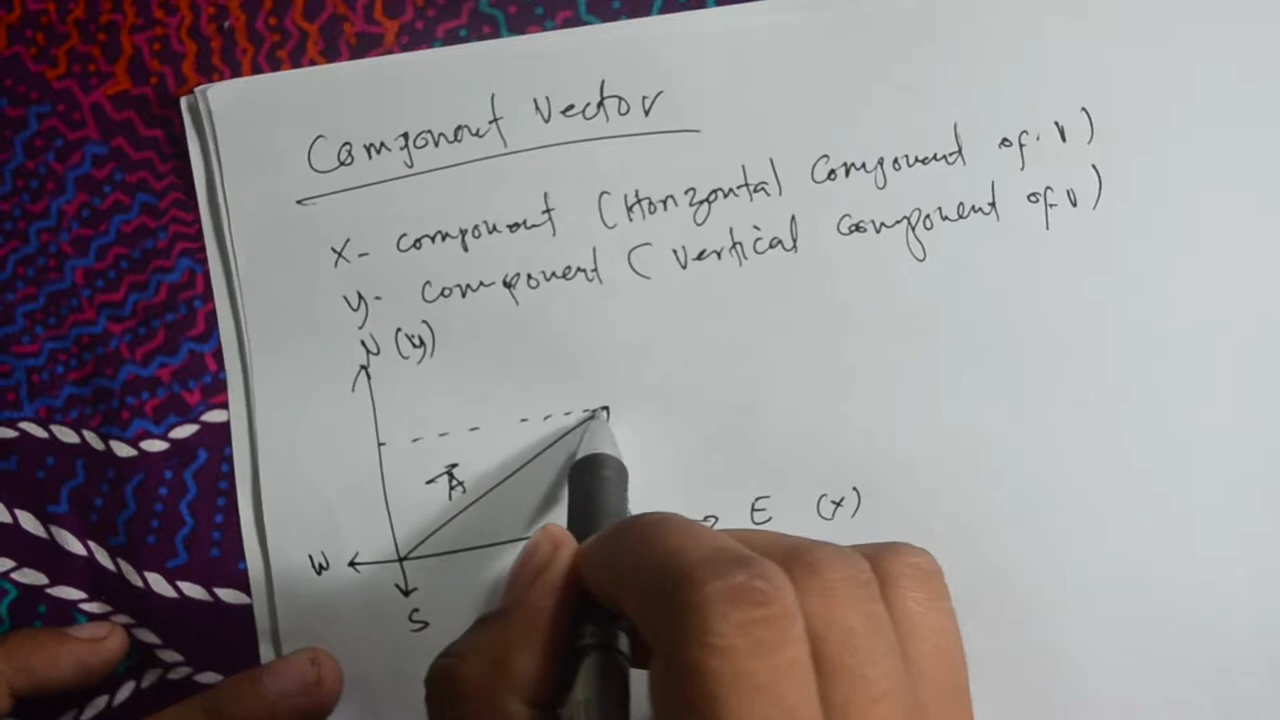 Component Vector
X- component (Horizontal Component of. V)
y- component (Vertical component of V)
N (y)
A
E (x)
W
S